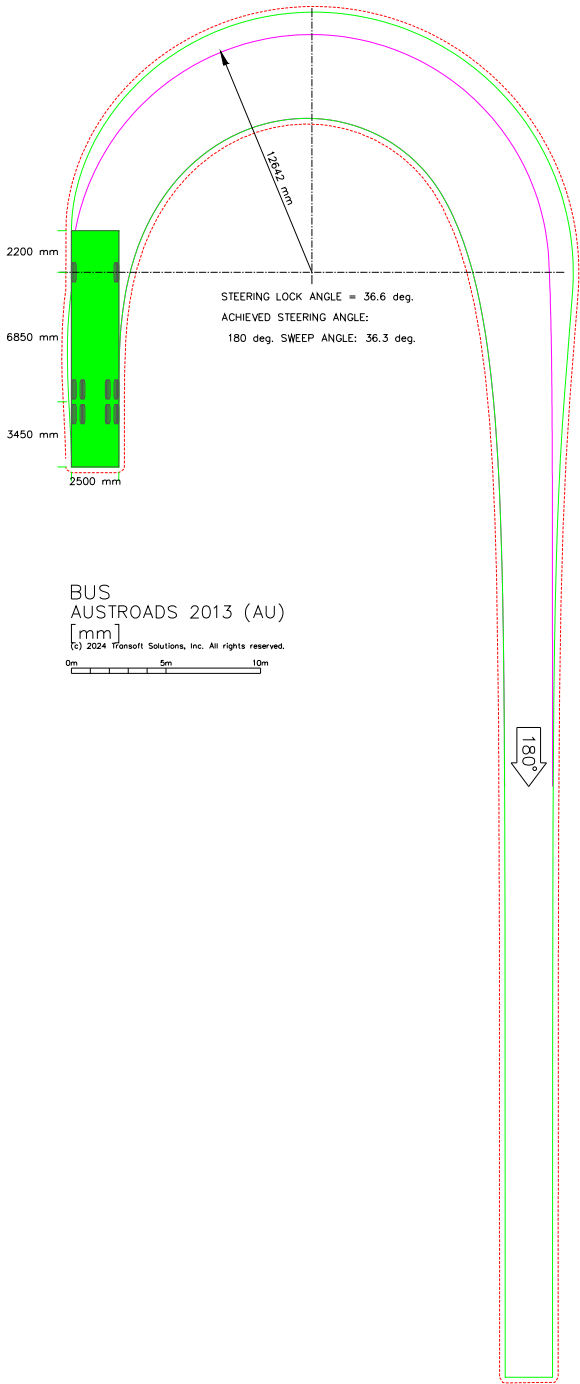 12642 mm
2200 mm
STEERING LOCK ANGLE = 36.6 deg.
ACHIEVED STEERING ANGLE:
180 deg. SWEEP ANGLE: 36.3 deg.
6850 mm
3450 mm
2500 mm
BUS
AUSTROADS 2013 (AU)
[mm]
(c) 2024 Transoft Solutions, Inc. All rights reserved.
0m 5m 10m
180°